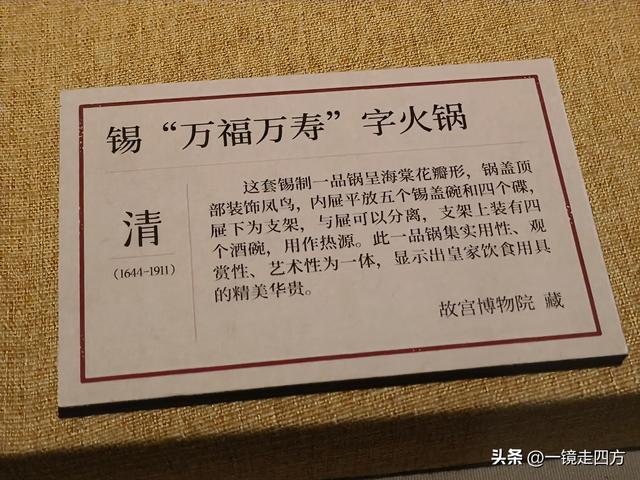 锡“万福万寿”字火锅
清
(1644-1911)
这套锡制一品锅呈海棠花瓣形，锅盖顶
部装饰凤鸟，内屉平放五个锡盖碗和四个碟，
屉下为支架，与屉可以分离，支架上装有四
个酒碗，用作热源。此一品锅集实用性、观
赏性、艺术性为一体，显示出皇家饮食用具
的精美华贵。
故宫博物院 藏
头条 @一镜走四方